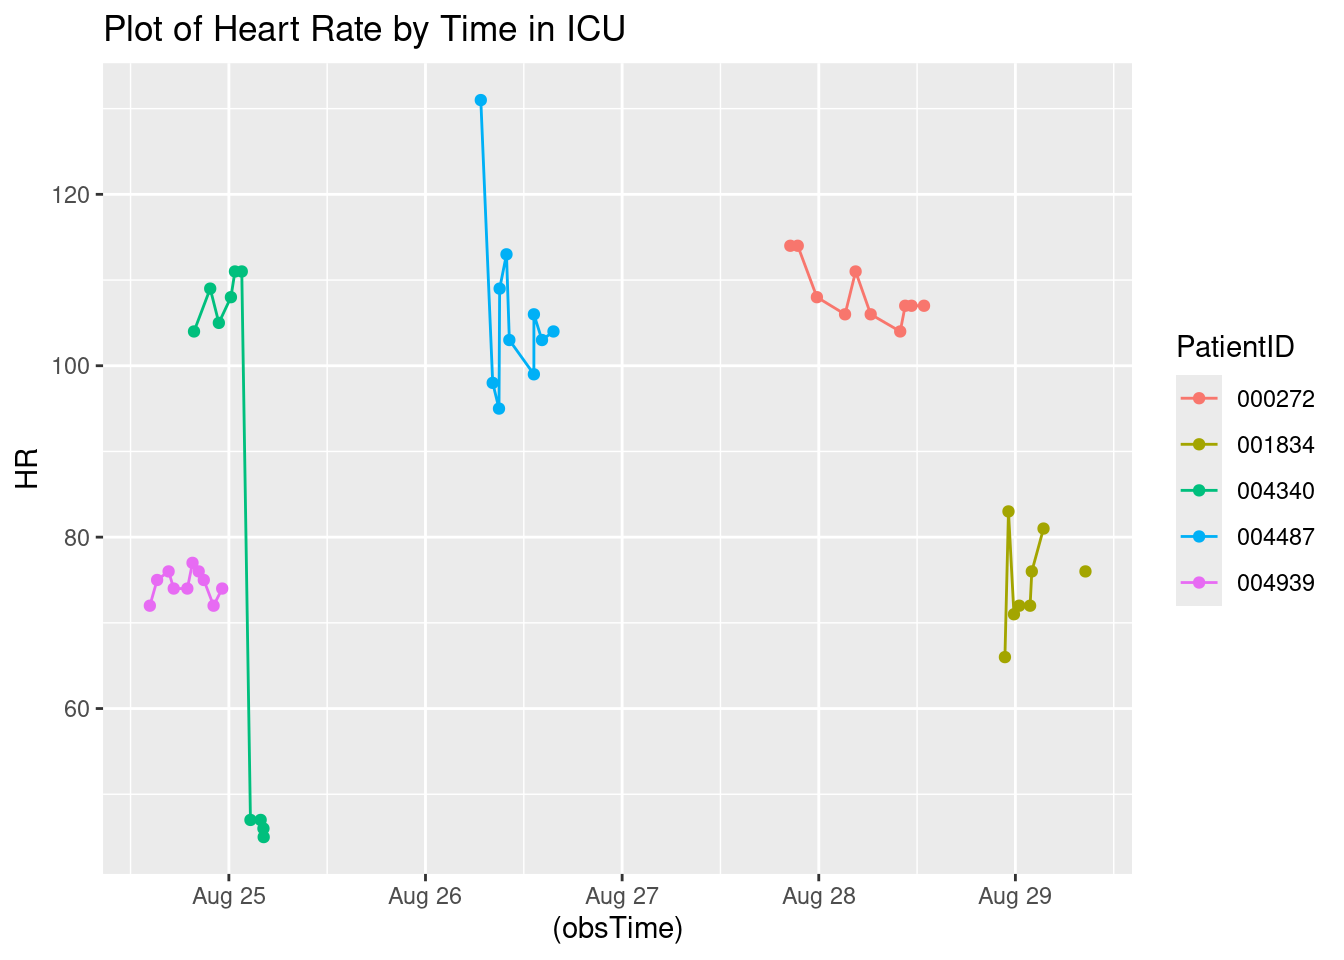 Plot of Heart Rate by Time in ICU
120
100
80
60
HR
Aug 25
Aug 26
Aug 27
Aug 28
Aug 29
(obsTime)
PatientID
000272
001834
004340
004487
004939